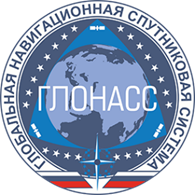 ГЛОБАЛЬНАЯ НАВИГАЦИОННАЯ СПУТНИКОВАЯ СИСТЕМА
ГЛОНАСС